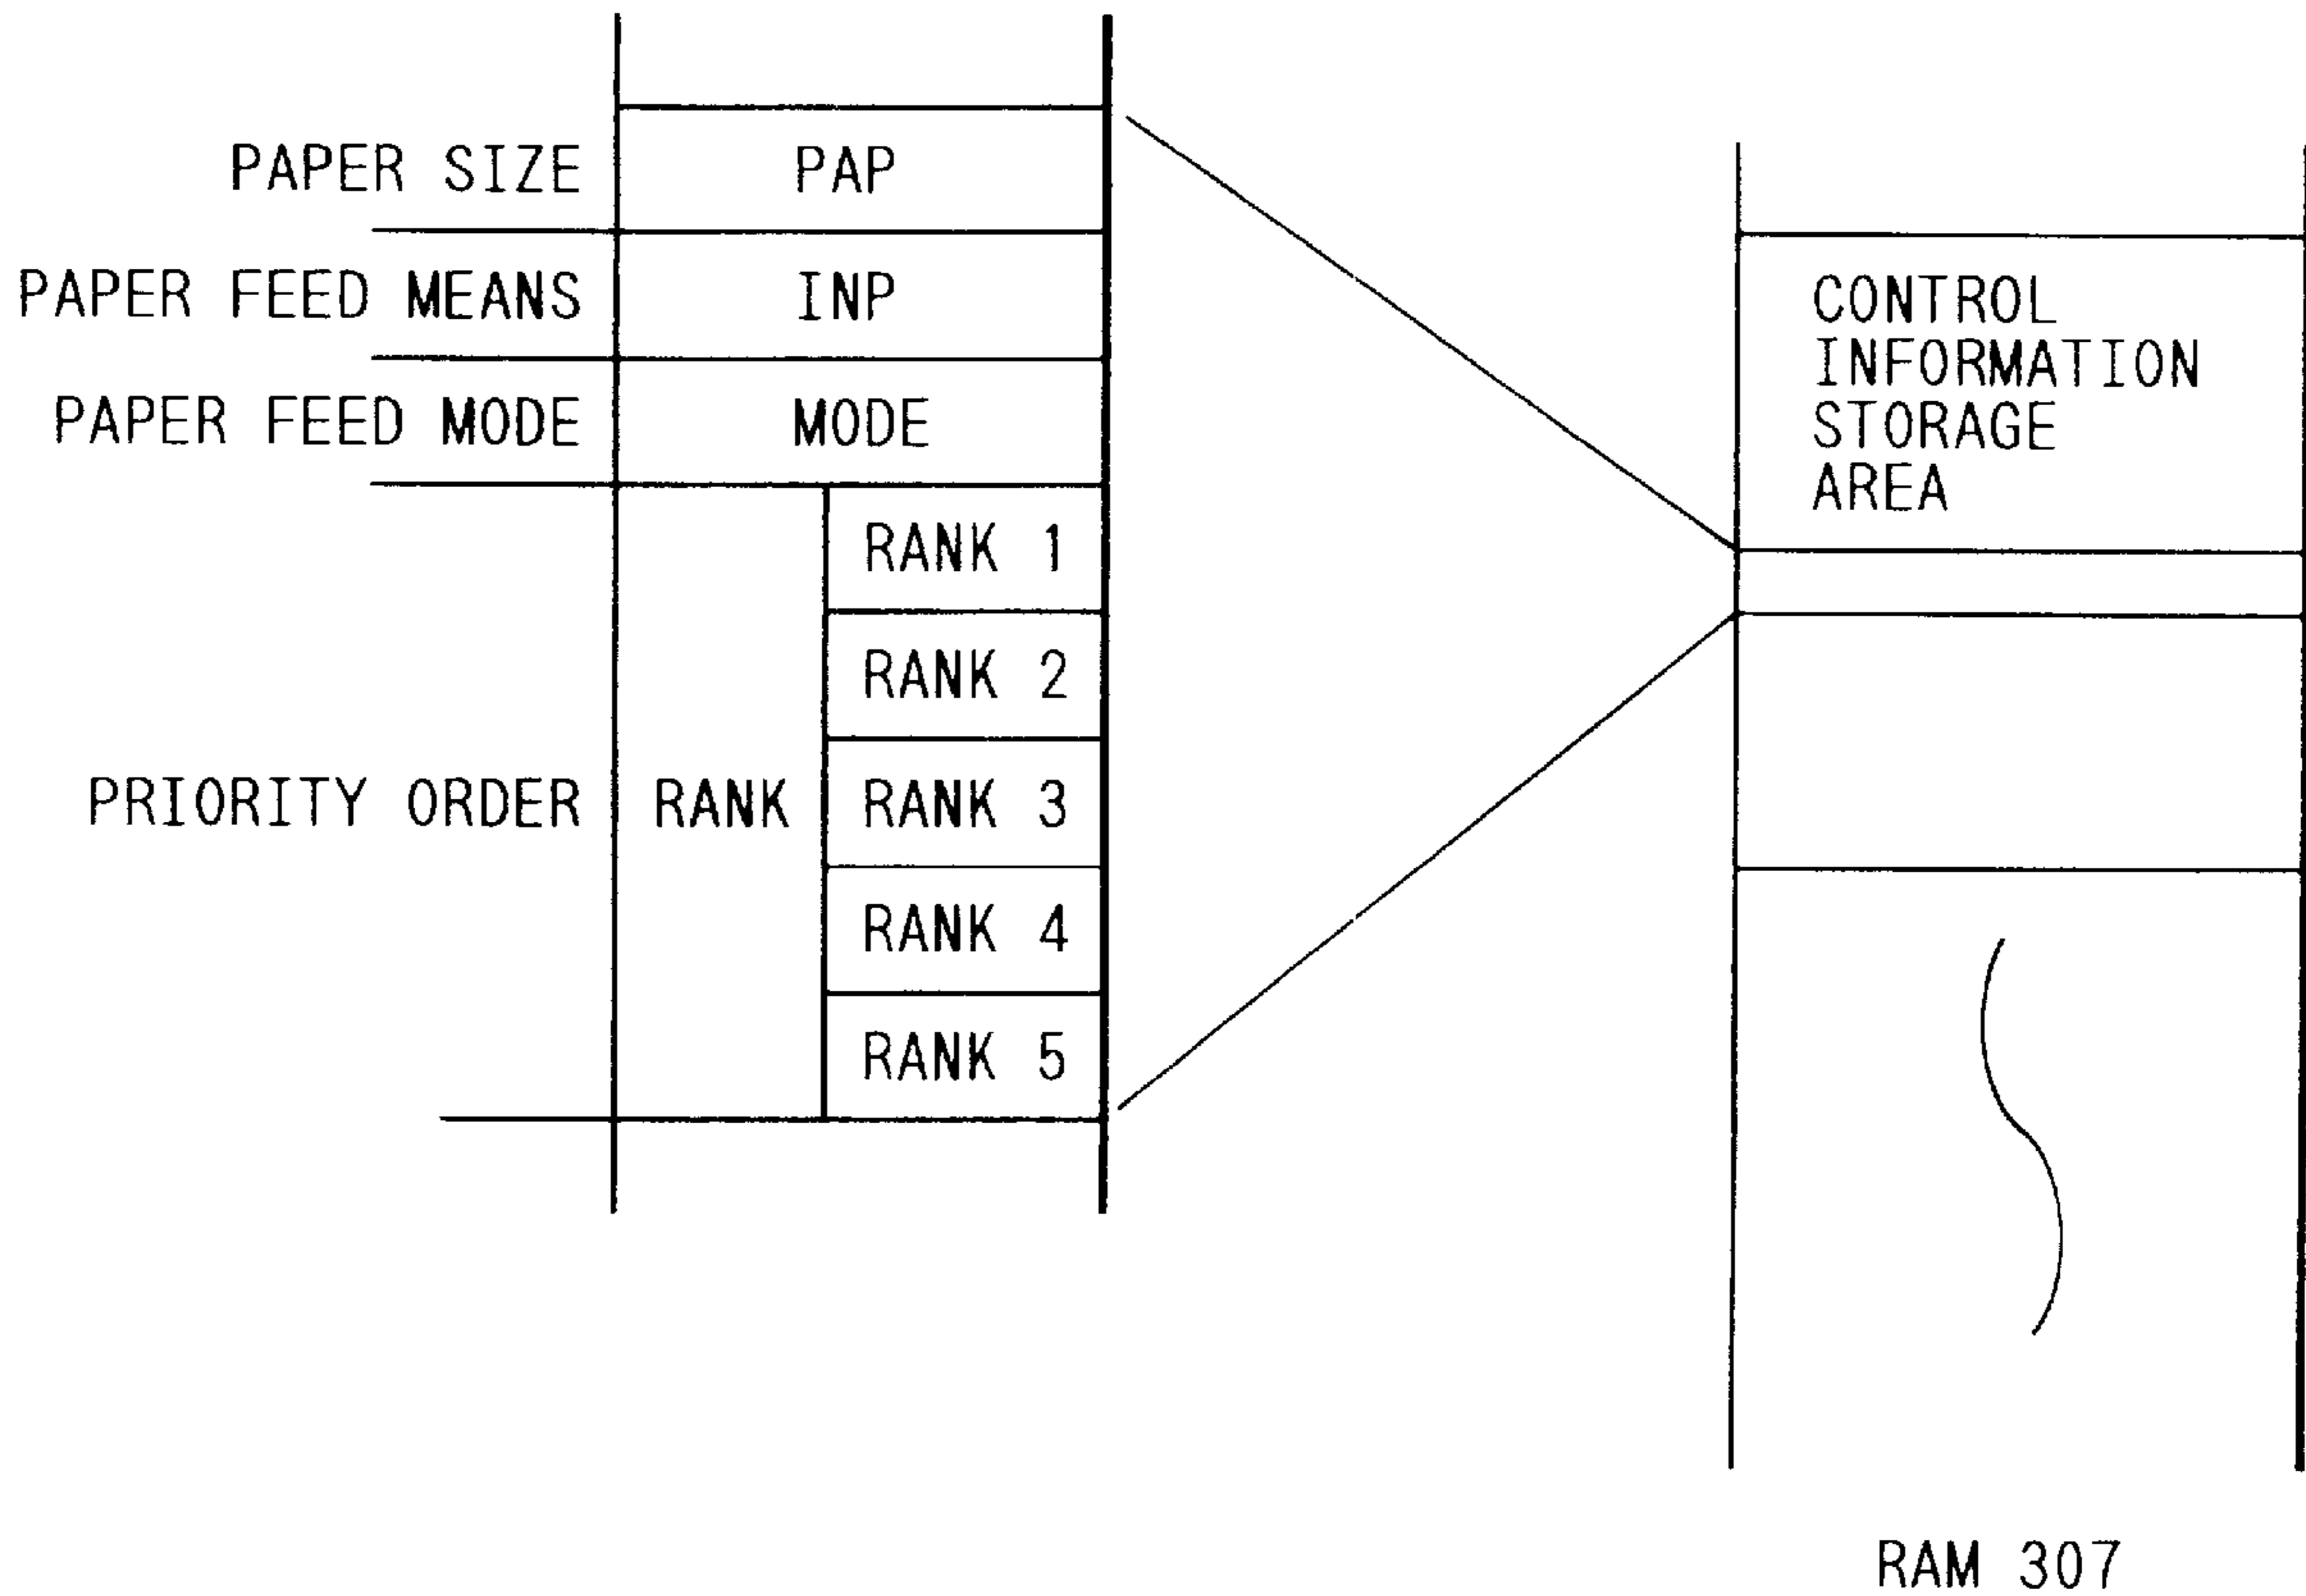 PAPER SIZE PAP
PAPER FEED MEANS INP
PAPER FEED MODE MODE
PRIORITY ORDER RANK
RANK 1
RANK 2
RANK 3
RANK 4
RANK 5
CONTROL
INFORMATION
STORAGE
AREA
RAM 307